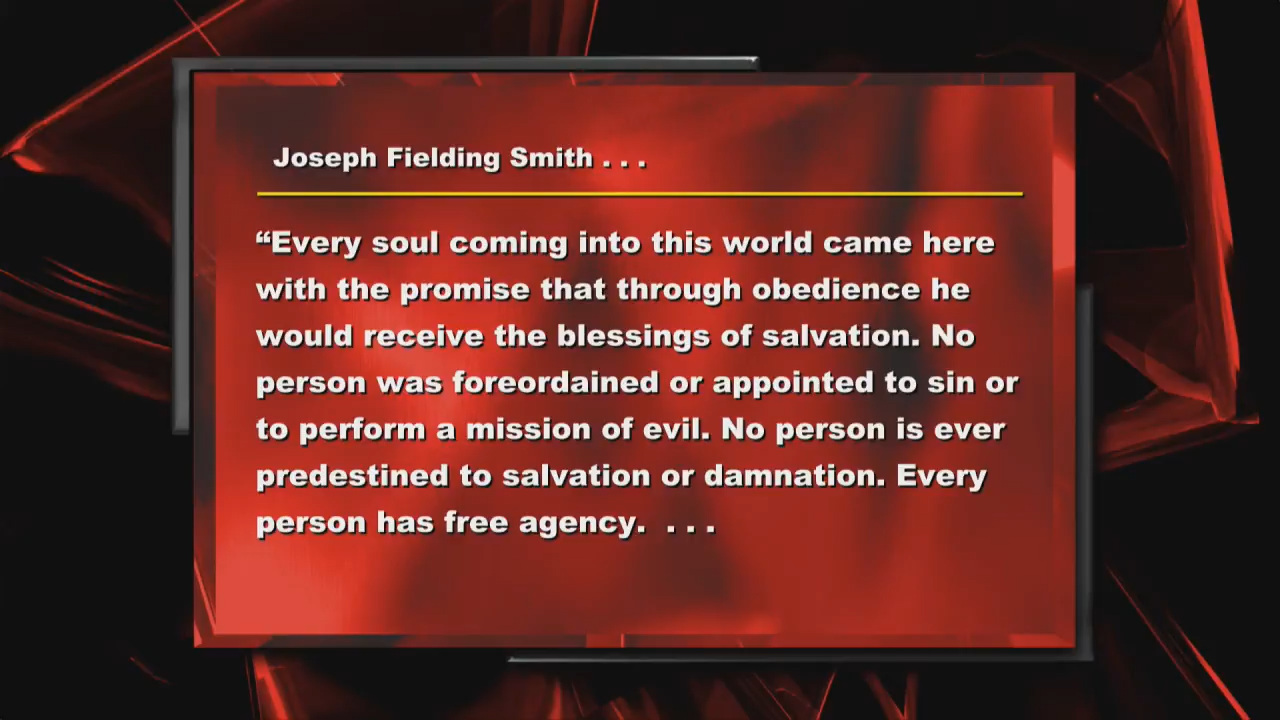 Joseph Fielding Smith . . .
“Every soul coming into this world came here
with the promise that through obedience he
would receive the blessings of salvation. No
person was foreordained or appointed to sin or
to perform a mission of evil. No person is ever
predestined to salvation or damnation. Every
person has free agency.  . . .